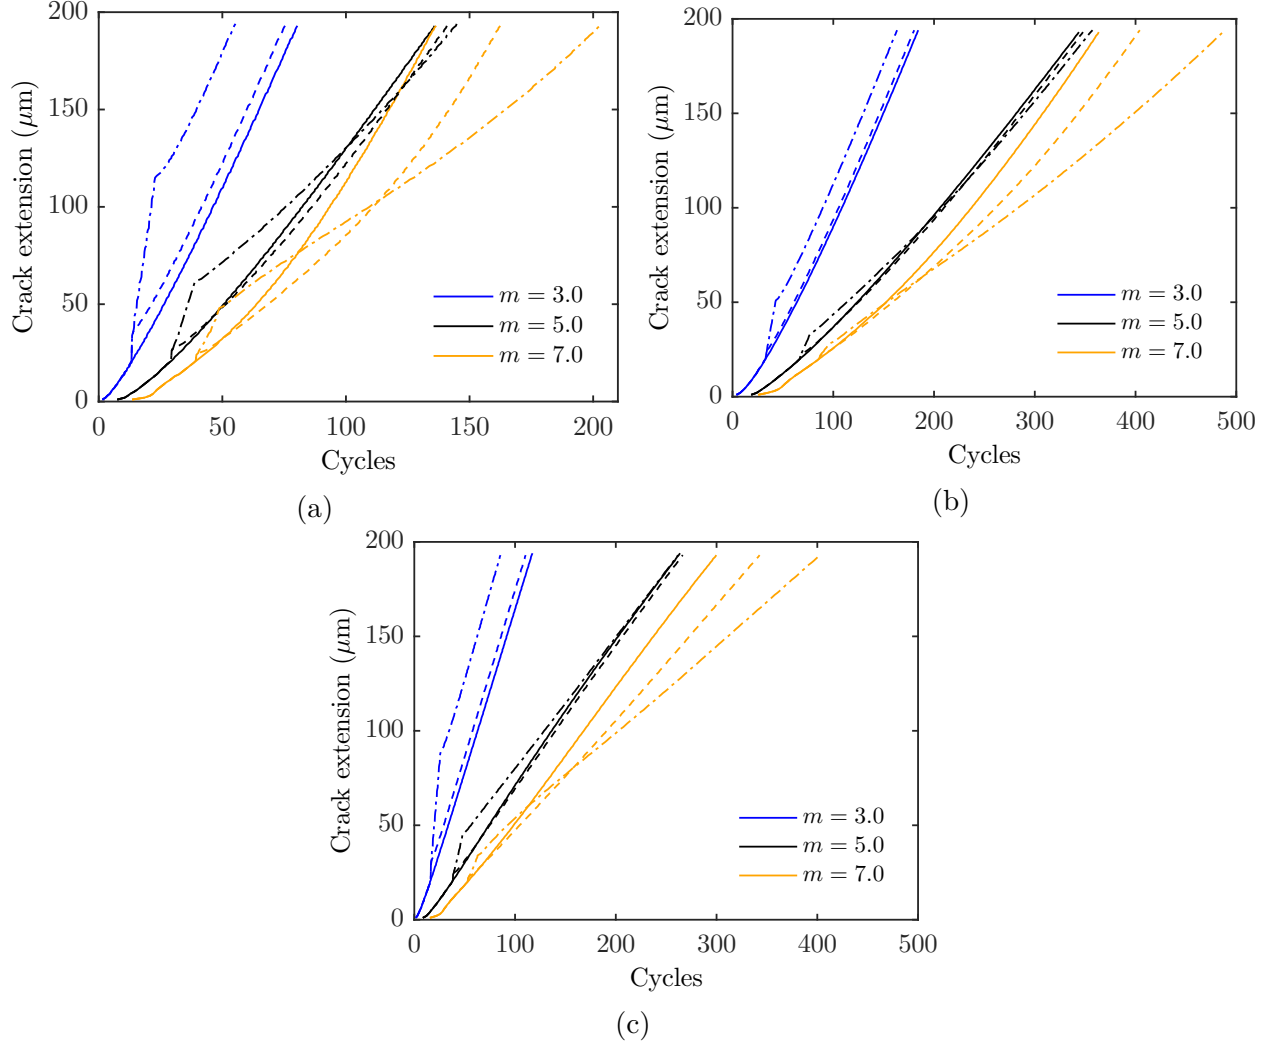 200
150
100
50
0
Crack extension (μm)
m = 3.0
m = 5.0
m = 7.0
0 50 100 150 200
Cycles
(a)
200
150
100
50
0
Crack extension (μm)
m = 3.0
m = 5.0
m = 7.0
0 100 200 300 400 500
Cycles
(b)
200
150
100
50
0
Crack extension (μm)
m = 3.0
m = 5.0
m = 7.0
0 100 200 300 400 500
Cycles
(c)